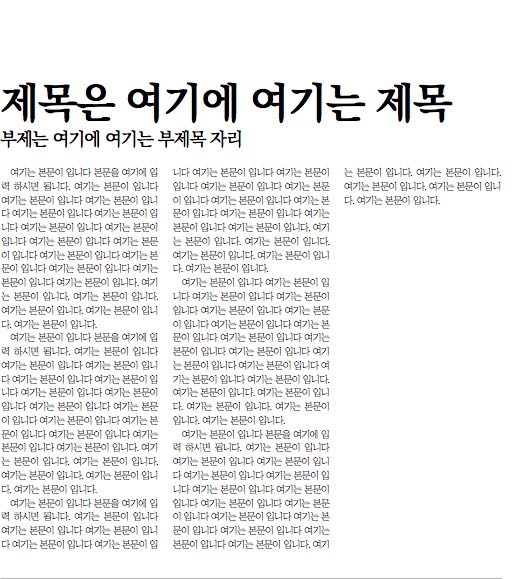 제목은 여기에 여기는 제목
부제는 여기에 여기는 부제목 자리
여기는 본문이 입니다 본문을 여기에 입
력 하시면 됩니다. 여기는 본문이 입니다
여기는 본문이 입니다 여기는 본문이 입니
다 여기는 본문이 입니다 여기는 본문이 입
니다 여기는 본문이 입니다 여기는 본문이
입니다 여기는 본문이 입니다 여기는 본문
이 입니다 여기는 본문이 입니다 여기는 본
문이 입니다 여기는 본문이 입니다 여기는
본문이 입니다 여기는 본문이 입니다. 여기
는 본문이 입니다. 여기는 본문이 입니다.
여기는 본문이 입니다. 여기는 본문이 입니
다. 여기는 본문이 입니다.
여기는 본문이 입니다 본문을 여기에 입
력 하시면 됩니다. 여기는 본문이 입니다
여기는 본문이 입니다 여기는 본문이 입니
다 여기는 본문이 입니다 여기는 본문이 입
니다 여기는 본문이 입니다 여기는 본문이
입니다 여기는 본문이 입니다 여기는 본문
이 입니다 여기는 본문이 입니다 여기는 본
문이 입니다 여기는 본문이 입니다 여기는
본문이 입니다 여기는 본문이 입니다. 여기
는 본문이 입니다. 여기는 본문이 입니다.
여기는 본문이 입니다. 여기는 본문이 입니
다. 여기는 본문이 입니다.
여기는 본문이 입니다 본문을 여기에 입
력 하시면 됩니다. 여기는 본문이 입니다
여기는 본문이 입니다 여기는 본문이 입니
다 여기는 본문이 입니다 여기는 본문이 입
니다 여기는 본문이 입니다 여기는 본문이
입니다 여기는 본문이 입니다 여기는 본문
이 입니다 여기는 본문이 입니다 여기는 본
문이 입니다 여기는 본문이 입니다 여기는
본문이 입니다 여기는 본문이 입니다. 여기
는 본문이 입니다. 여기는 본문이 입니다.
여기는 본문이 입니다. 여기는 본문이 입니
다. 여기는 본문이 입니다.
여기는 본문이 입니다 여기는 본문이 입
니다 여기는 본문이 입니다 여기는 본문이
입니다 여기는 본문이 입니다 여기는 본문
이 입니다 여기는 본문이 입니다 여기는 본
문이 입니다 여기는 본문이 입니다 여기는
본문이 입니다 여기는 본문이 입니다 여기
는 본문이 입니다 여기는 본문이 입니다 여
기는 본문이 입니다 여기는 본문이 입니다.
여기는 본문이 입니다. 여기는 본문이 입니
다. 여기는 본문이 입니다. 여기는 본문이
입니다. 여기는 본문이 입니다.
여기는 본문이 입니다 본문을 여기에 입
력 하시면 됩니다. 여기는 본문이 입니다
여기는 본문이 입니다 여기는 본문이 입니
다 여기는 본문이 입니다 여기는 본문이 입
니다 여기는 본문이 입니다 여기는 본문이
입니다 여기는 본문이 입니다 여기는 본문
이 입니다 여기는 본문이 입니다 여기는 본
문이 입니다 여기는 본문이 입니다 여기는
본문이 입니다 여기는 본문이 입니다. 여기
는 본문이 입니다. 여기는 본문이 입니다.
여기는 본문이 입니다. 여기는 본문이 입니
다. 여기는 본문이 입니다.